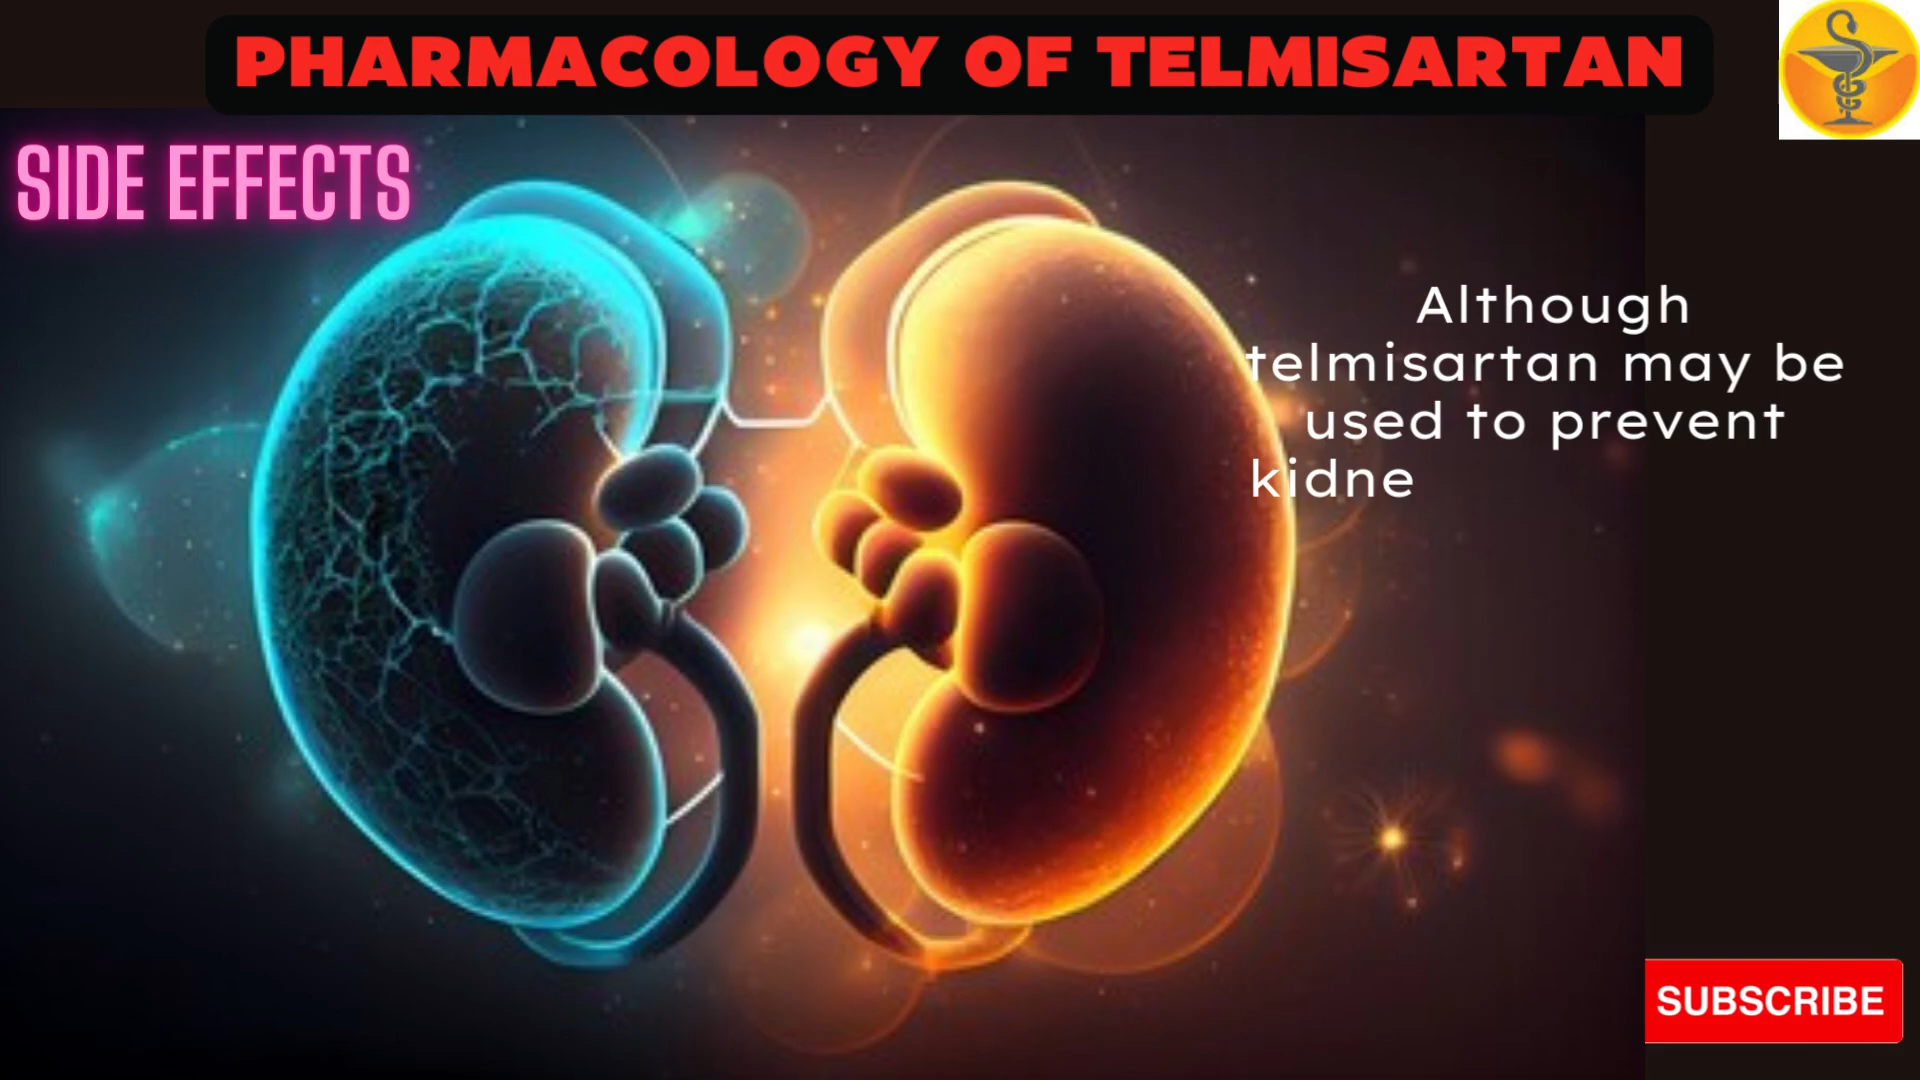 PHARMACOLOGY OF TELMISARTAN
SIDE EFFECTS
Although
telmisartan may be
used to prevent
kidne
SUBSCRIBE